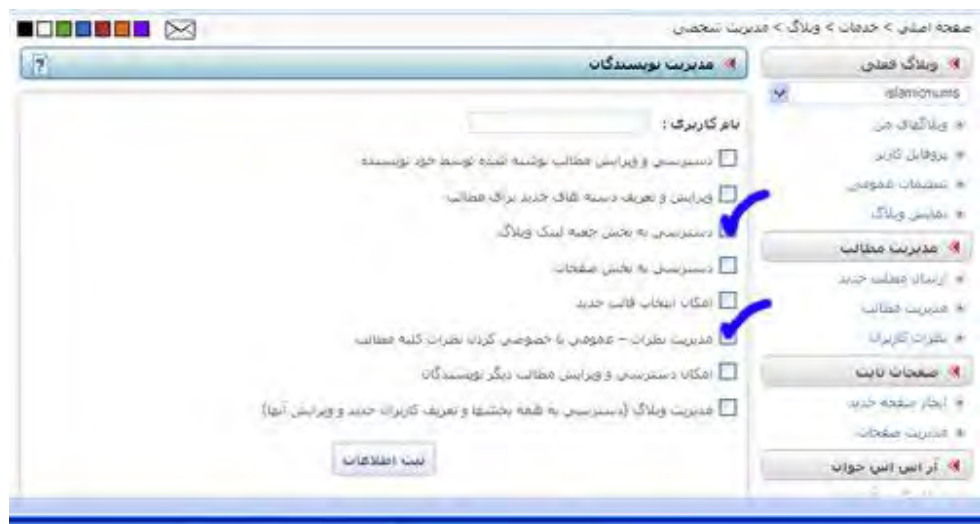 صفحه اصلی > خدمات > وبلاگ > مدیریت شخصی
وبلاگ فعلی
islamicnums
وبلاگهای من
پروفایل کاربر
تنظیمات عمومی
نمایش وبلاگ
مدیریت مطالب
ارسال مطلب جدید
مدیریت مطالب
نظرات کاربران
صفحات ثابت
ایجاد صفحه جدید
مدیریت صفحات
آر اس اس خوان
مدیریت نویسندگان
?
نام کاربری :
دسترسی و ویرایش مطالب نوشته شده توسط خود نویسنده
ویرایش و تعریف دسته های جدید برای مطالب
دسترسی به بخش جعبه لینک وبلاگ
دسترسی به بخش صفحات
امکان انتخاب قالب جدید
مدیریت نظرات – عمومی یا خصوصی کردن نظرات کلیه مطالب
امکان دسترسی و ویرایش مطالب دیگر نویسندگان
مدیریت وبلاگ (دسترسی به همه بخشها و تعریف کاربران جدید و ویرایش آنها)
ثبت اطلاعات